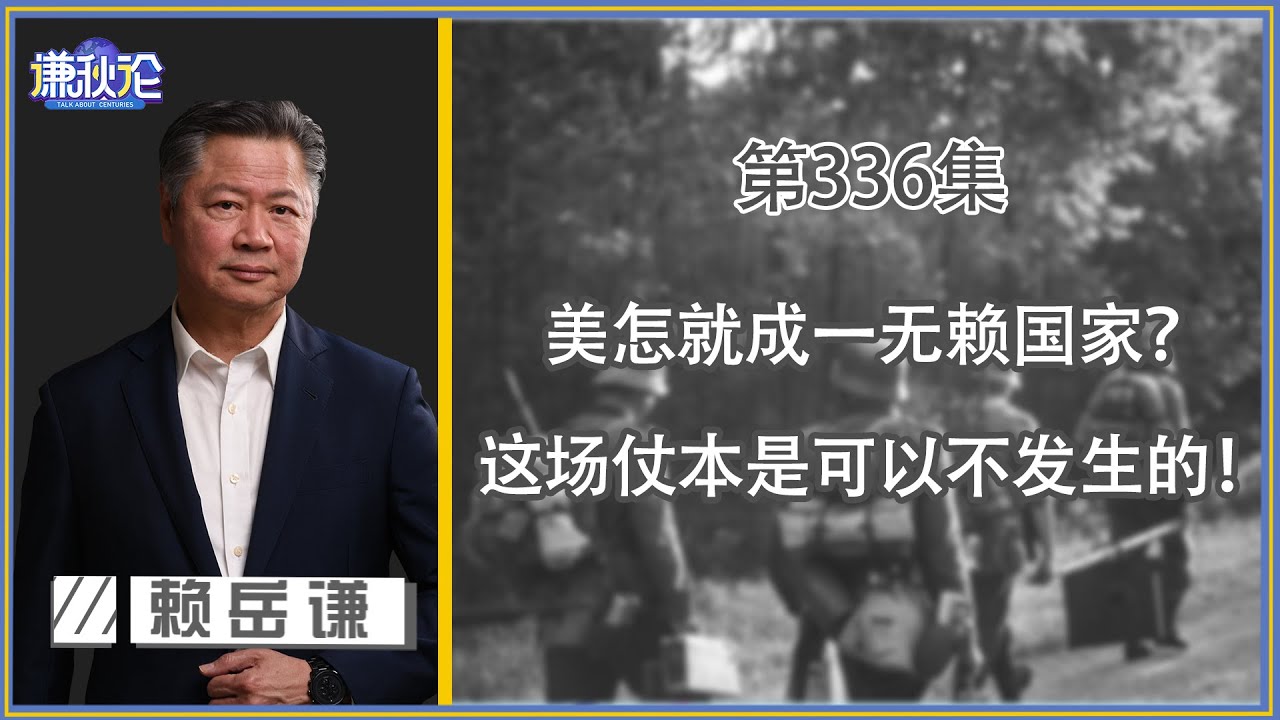 谦秋论
TALK ABOUT CENTURIES
第336集
美怎就成一无赖国家?
这场仗本是可以不发生的!
赖岳谦